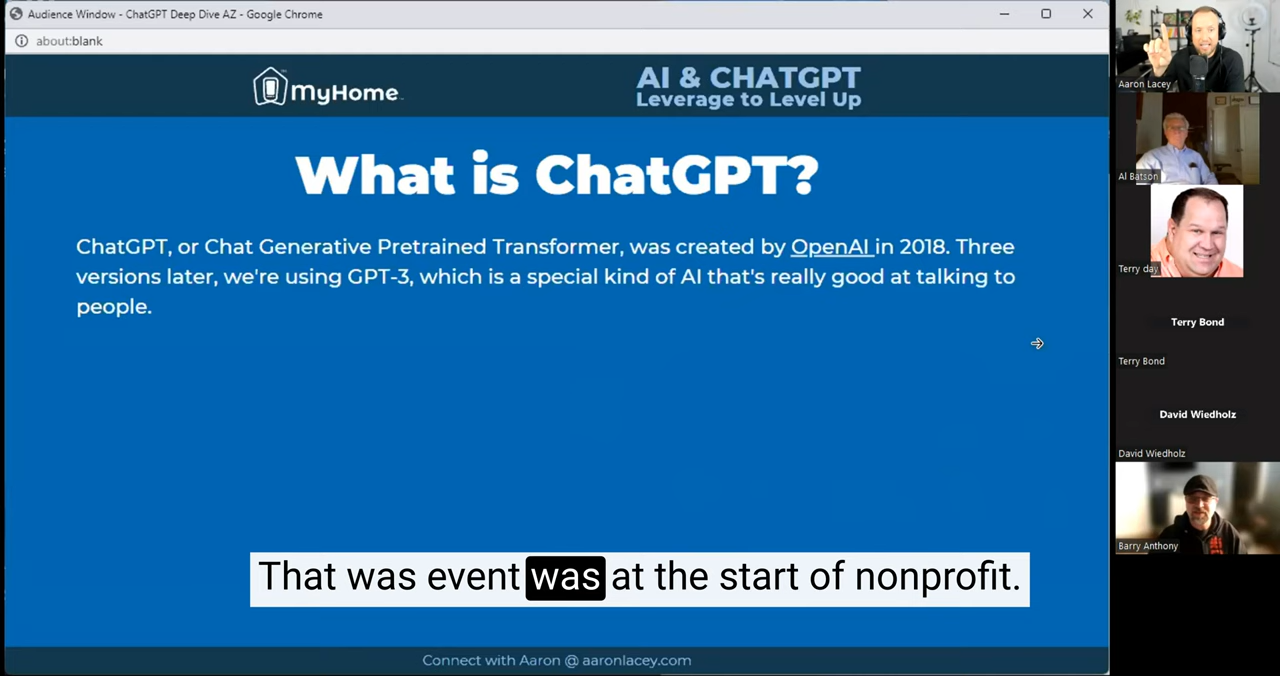 Audience Window - ChatGPT Deep Dive AZ - Google Chrome
about:blank
MyHome
AI & CHATGPT
Leverage to Level Up
What is ChatGPT?
ChatGPT, or Chat Generative Pretrained Transformer, was created by OpenAI in 2018. Three
versions later, we're using GPT-3, which is a special kind of AI that's really good at talking to
people.
That was event was at the start of nonprofit.
Connect with Aaron @ aaronlacey.com
Aaron Lacey
Al Batson
Terry day
Terry Bond
Terry Bond
David Wiedholz
David Wiedholz
Barry Anthony